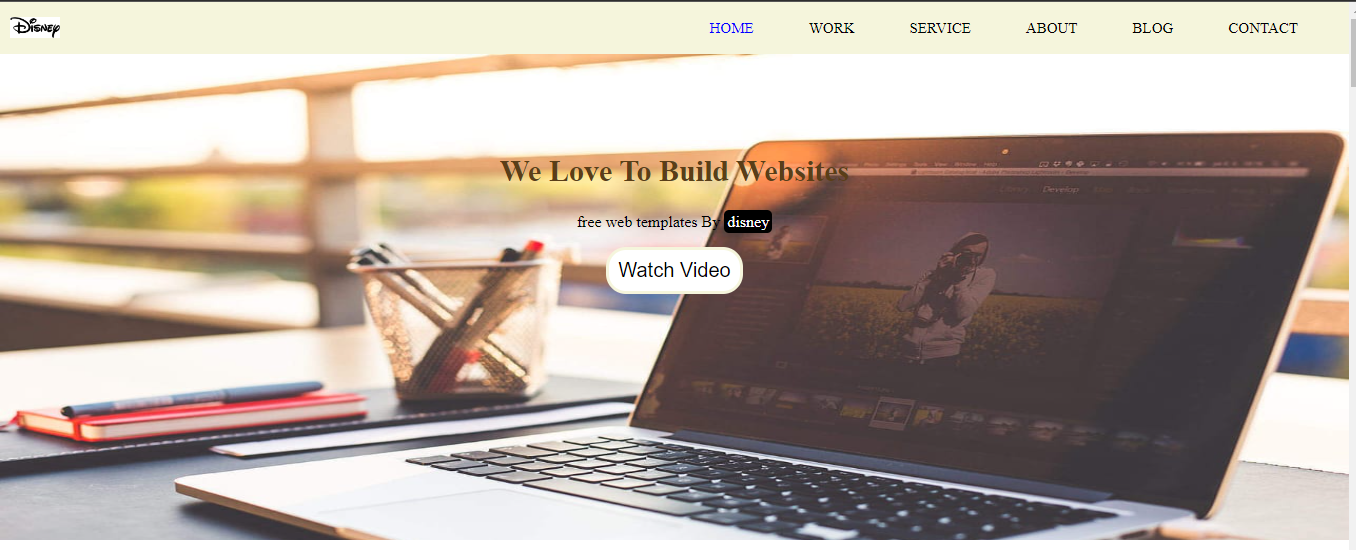 Disney
HOME WORK SERVICE ABOUT BLOG CONTACT
We Love To Build Websites
free web templates By disney
Watch Video
Develop